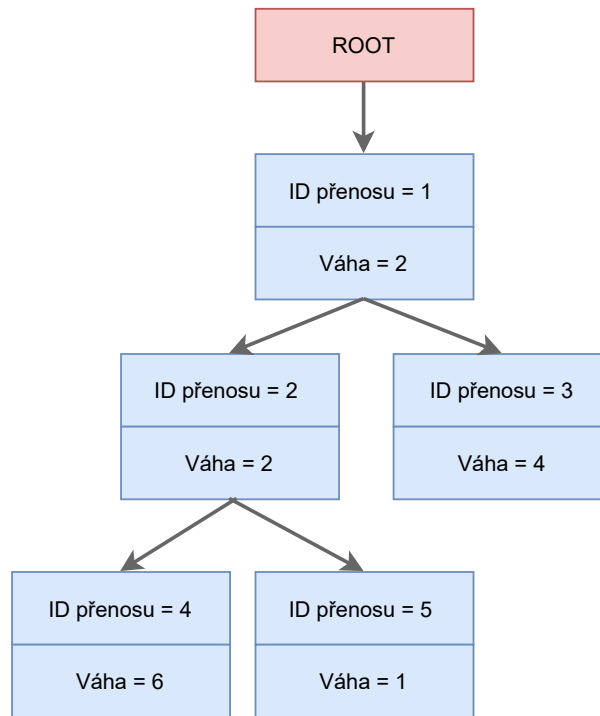 ROOT
ID přenosu = 1
Váha = 2
ID přenosu = 2
Váha = 2
ID přenosu = 3
Váha = 4
ID přenosu = 4
Váha = 6
ID přenosu = 5
Váha = 1